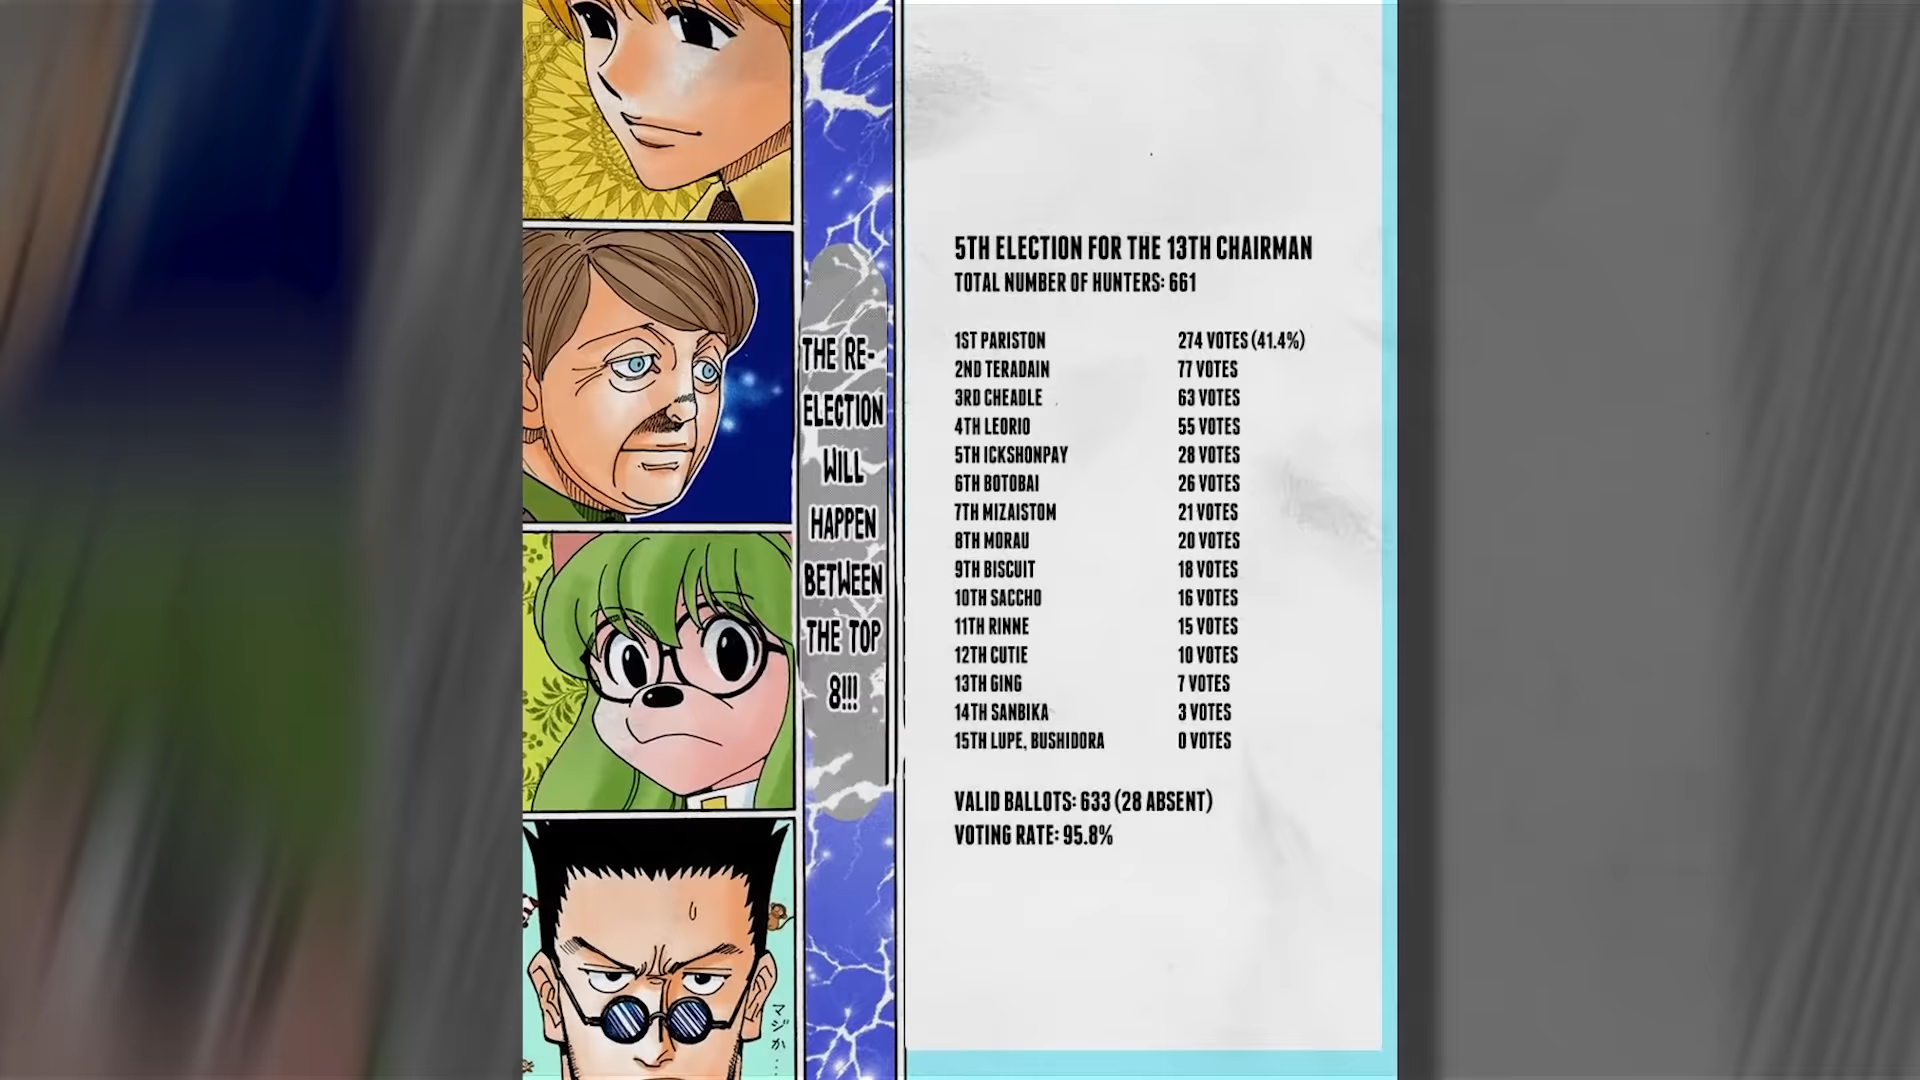 THE RE-
ELECTION
WILL
HAPPEN
BETWEEN
THE TOP
8!!!
マジか...
5TH ELECTION FOR THE 13TH CHAIRMAN
TOTAL NUMBER OF HUNTERS: 661
1ST PARISTON 274 VOTES (41.4%)
2ND TERADAIN 77 VOTES
3RD CHEADLE 63 VOTES
4TH LEORIO 55 VOTES
5TH ICKSHONPAY 28 VOTES
6TH BOTOBAI 26 VOTES
7TH MIZAISTOM 21 VOTES
8TH MORAU 20 VOTES
9TH BISCUIT 18 VOTES
10TH SACCHO 16 VOTES
11TH RINNE 15 VOTES
12TH CUTIE 10 VOTES
13TH GING 7 VOTES
14TH SANBIKA 3 VOTES
15TH LUPE, BUSHIDORA 0 VOTES
VALID BALLOTS: 633 (28 ABSENT)
VOTING RATE: 95.8%